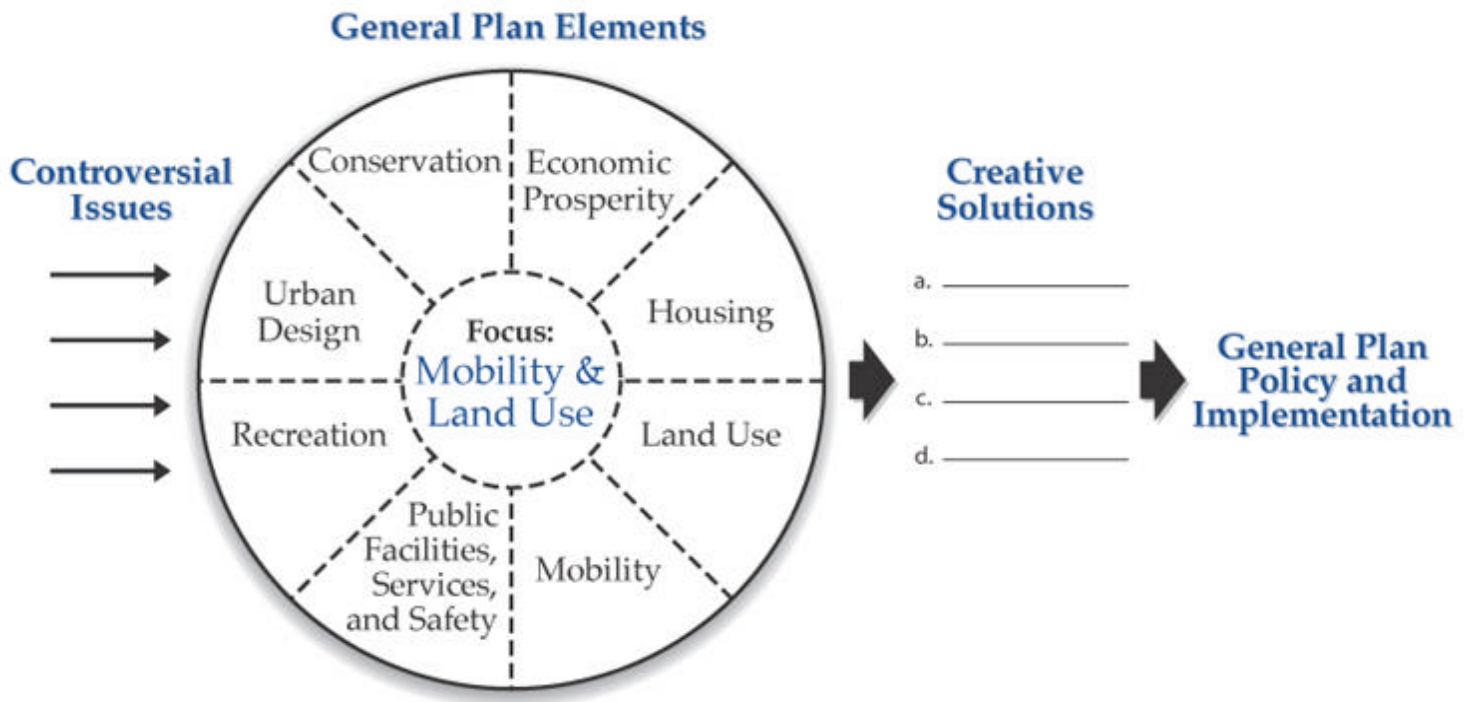 General Plan Elements
Controversial
Issues
Conservation
Economic
Prosperity
Urban
Design
Housing
Focus:
Mobility &
Land Use
Recreation
Land Use
Public
Facilities,
Services,
and Safety
Mobility
Creative
Solutions
a.
b.
c.
d.
General Plan
Policy and
Implementation